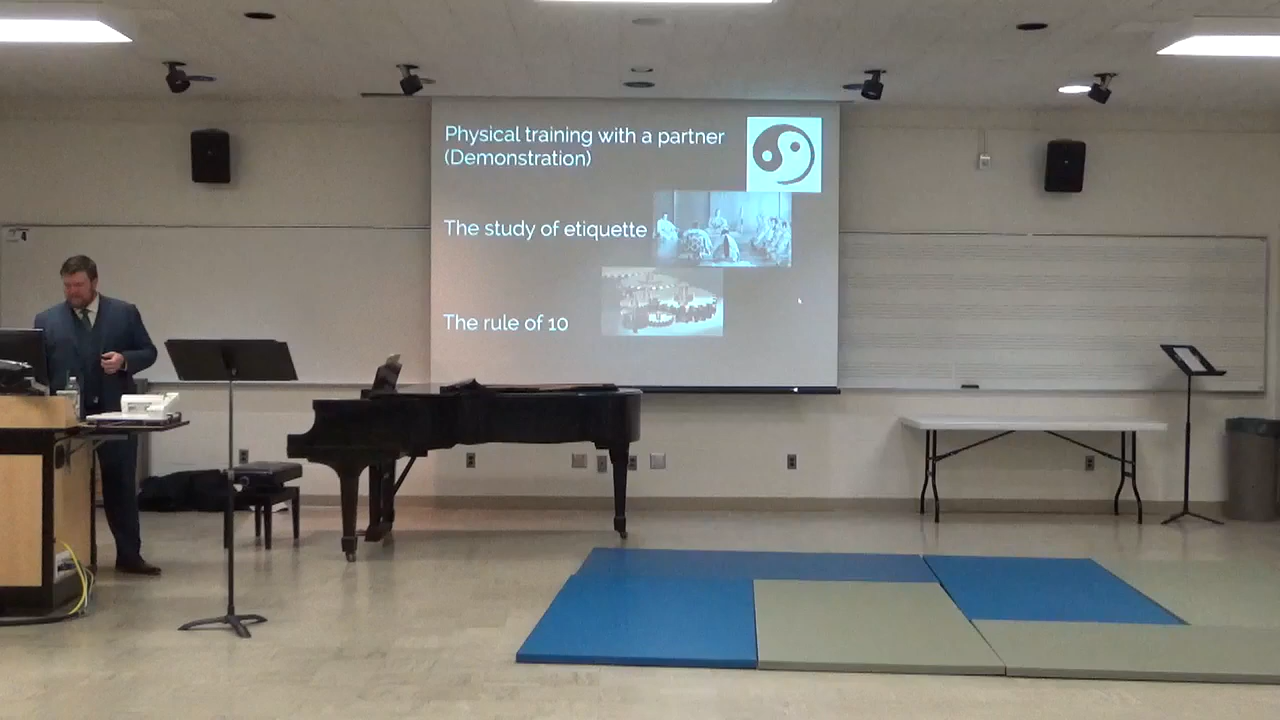 Physical training with a partner
(Demonstration)
The study of etiquette
The rule of 10